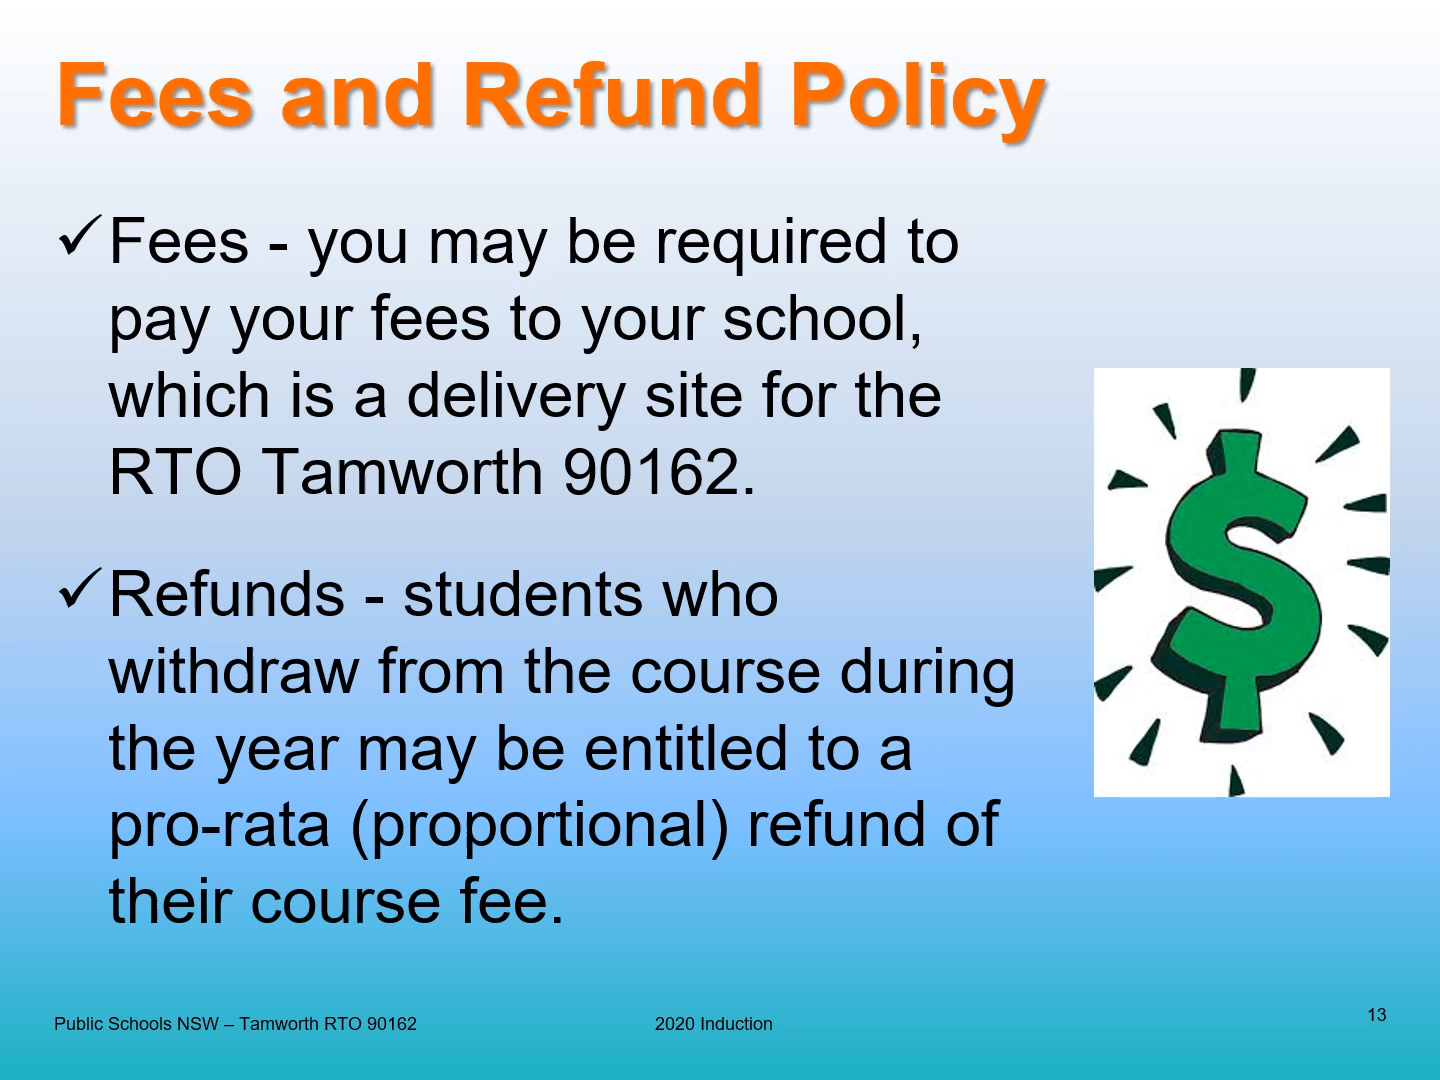 Fees and Refund Policy
✓Fees - you may be required to
pay your fees to your school,
which is a delivery site for the
RTO Tamworth 90162.
✓Refunds - students who
withdraw from the course during
the year may be entitled to a
pro-rata (proportional) refund of
their course fee.
$
Public Schools NSW – Tamworth RTO 90162
2020 Induction
13